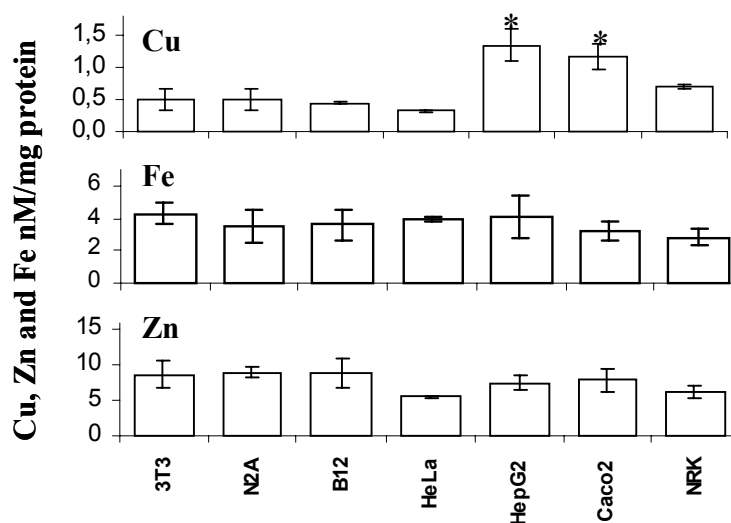 Cu, Zn and Fe nM/mg protein
Cu
1,5
1,0
0,5
0,0
*
*
Fe
6
4
2
0
Zn
15
10
5
0
3T3
N2A
B12
HeLa
HepG2
Caco2
NRK